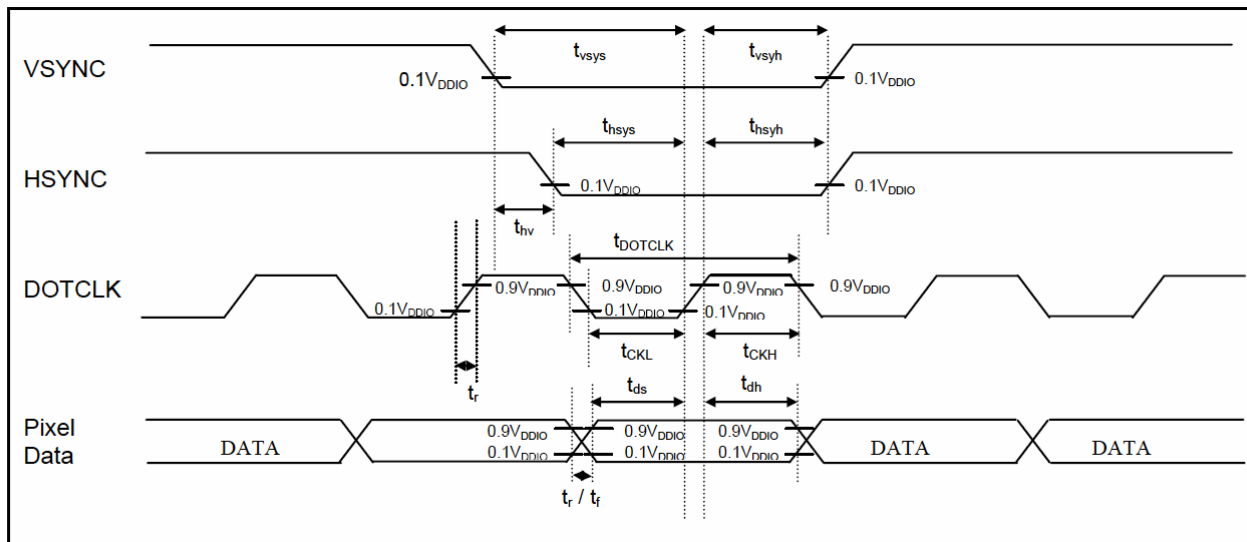 t_vsys t_vsyh
VSYNC
0.1V_DDIO 0.1V_DDIO
t_hsys t_hsyh
HSYNC
0.1V_DDIO 0.1V_DDIO
t_hv
t_DOTCLK
DOTCLK
0.9V_DDIO 0.9V_DDIO 0.9V_DDIO 0.9V_DDIO
0.1V_DDIO 0.1V_DDIO 0.1V_DDIO
t_CKL t_CKH
t_r
t_ds t_dh
Pixel
Data
DATA
0.9V_DDIO 0.9V_DDIO 0.9V_DDIO
0.1V_DDIO 0.1V_DDIO 0.1V_DDIO
DATA DATA
t_r / t_f